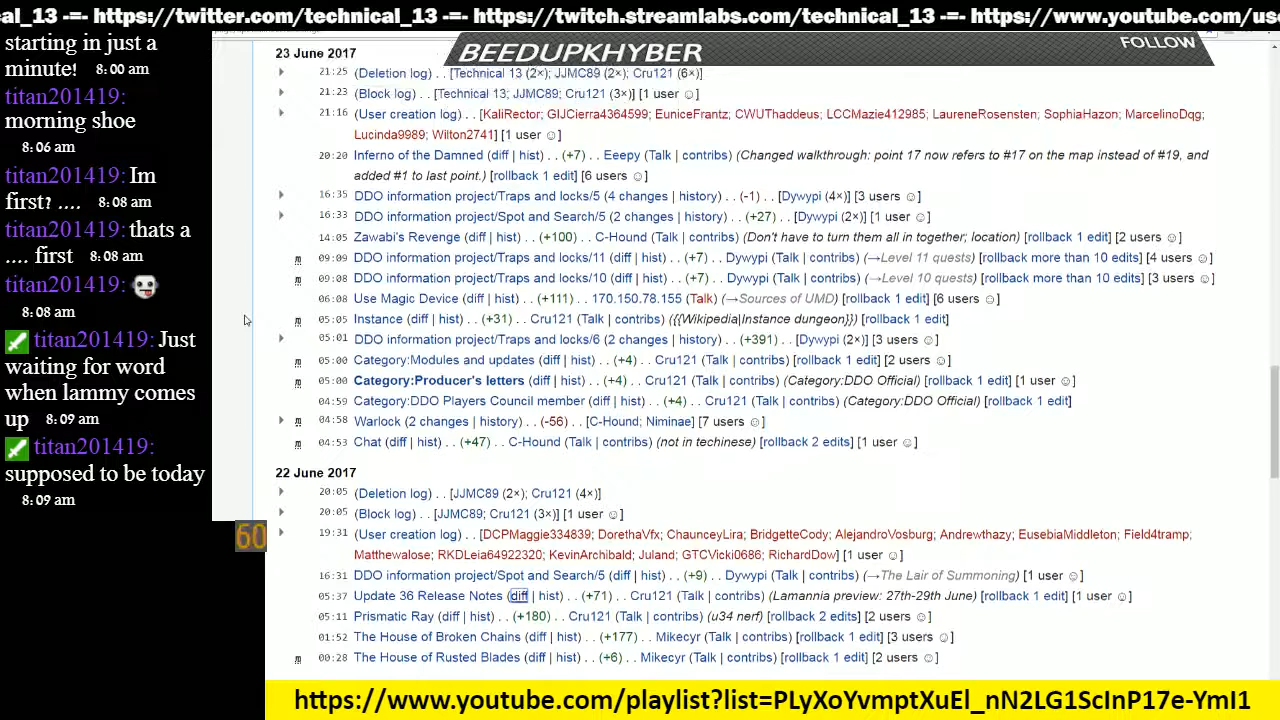 al_13 -=- https://twitter.com/technical_13 -=- https://twitch.streamlabs.com/technical_13 -=- https://www.youtube.com/use
starting in just a
minute! 8:00 am
titan201419:
morning shoe
8:06 am
titan201419: Im
first? .... 8:08 am
titan201419: thats a
.... first 8:08 am
titan201419:
8:08 am
titan201419: Just
waiting for word
when lammy comes
up 8:09 am
titan201419:
supposed to be today
8:09 am
BEEDUPKHYBER
FOLLOW
23 June 2017
21:25 (Deletion log) . . [Technical 13 (2×); JJMC89 (2×); Cru121 (6×)]
21:23 (Block log) . . [Technical 13; JJMC89; Cru121 (3×)] [1 user ☺]
21:16 (User creation log) . . [KaliRector; GIJCierra4364599; EuniceFrantz; CWUThaddeus; LCCMazie412985; LaureneRosensten; SophiaHazon; MarcelinoDqg;
Lucinda9989; Wilton2741] [1 user ☺]
20:20 Inferno of the Damned (diff | hist) . . (+7) . . Eeepy (Talk | contribs) (Changed walkthrough: point 17 now refers to #17 on the map instead of #19, and
added #1 to last point.) [rollback 1 edit] [6 users ☺]
16:35 DDO information project/Traps and locks/5 (4 changes | history) . . (-1) . . [Dywypi (4×)] [3 users ☺]
16:33 DDO information project/Spot and Search/5 (2 changes | history) . . (+27) . . [Dywypi (2×)] [1 user ☺]
14:05 Zawabi's Revenge (diff | hist) . . (+100) . . C-Hound (Talk | contribs) (Don't have to turn them all in together; location) [rollback 1 edit] [2 users ☺]
m 09:09 DDO information project/Traps and locks/11 (diff | hist) . . (+7) . . Dywypi (Talk | contribs) (→Level 11 quests) [rollback more than 10 edits] [4 users ☺]
m 09:08 DDO information project/Traps and locks/10 (diff | hist) . . (+7) . . Dywypi (Talk | contribs) (→Level 10 quests) [rollback more than 10 edits] [3 users ☺]
06:08 Use Magic Device (diff | hist) . . (+111) . . 170.150.78.155 (Talk) (→Sources of UMD) [rollback 1 edit] [6 users ☺]
m 05:05 Instance (diff | hist) . . (+31) . . Cru121 (Talk | contribs) ({{Wikipedia|Instance dungeon}}) [rollback 1 edit]
05:01 DDO information project/Traps and locks/6 (2 changes | history) . . (+391) . . [Dywypi (2×)] [3 users ☺]
m 05:00 Category:Modules and updates (diff | hist) . . (+4) . . Cru121 (Talk | contribs) [rollback 1 edit] [2 users ☺]
m 05:00 Category:Producer's letters (diff | hist) . . (+4) . . Cru121 (Talk | contribs) (Category:DDO Official) [rollback 1 edit] [1 user ☺]
m 04:59 Category:DDO Players Council member (diff | hist) . . (+4) . . Cru121 (Talk | contribs) (Category:DDO Official) [rollback 1 edit]
m 04:58 Warlock (2 changes | history) . . (-56) . . [C-Hound; Niminae] [7 users ☺]
m 04:53 Chat (diff | hist) . . (+47) . . C-Hound (Talk | contribs) (not in techinese) [rollback 2 edits] [1 user ☺]
22 June 2017
20:05 (Deletion log) . . [JJMC89 (2×); Cru121 (4×)]
20:05 (Block log) . . [JJMC89; Cru121 (3×)] [1 user ☺]
60
19:31 (User creation log) . . [DCPMaggie334839; DorethaVfx; ChaunceyLira; BridgetteCody; AlejandroVosburg; Andrewthazy; EusebiaMiddleton; Field4tramp;
Matthewalose; RKDLeia64922320; KevinArchibald; Juland; GTCVicki0686; RichardDow] [1 user ☺]
16:31 DDO information project/Spot and Search/5 (diff | hist) . . (+9) . . Dywypi (Talk | contribs) (→The Lair of Summoning) [1 user ☺]
05:37 Update 36 Release Notes (diff | hist) . . (+71) . . Cru121 (Talk | contribs) (Lamannia preview: 27th-29th June) [rollback 1 edit] [1 user ☺]
05:11 Prismatic Ray (diff | hist) . . (+180) . . Cru121 (Talk | contribs) (u34 nerf) [rollback 2 edits] [2 users ☺]
01:52 The House of Broken Chains (diff | hist) . . (+177) . . Mikecyr (Talk | contribs) [rollback 1 edit] [3 users ☺]
m 00:28 The House of Rusted Blades (diff | hist) . . (+6) . . Mikecyr (Talk | contribs) [rollback 1 edit] [2 users ☺]
https://www.youtube.com/playlist?list=PLyXoYvmptXuEl_nN2LG1ScInP17e-YmI1